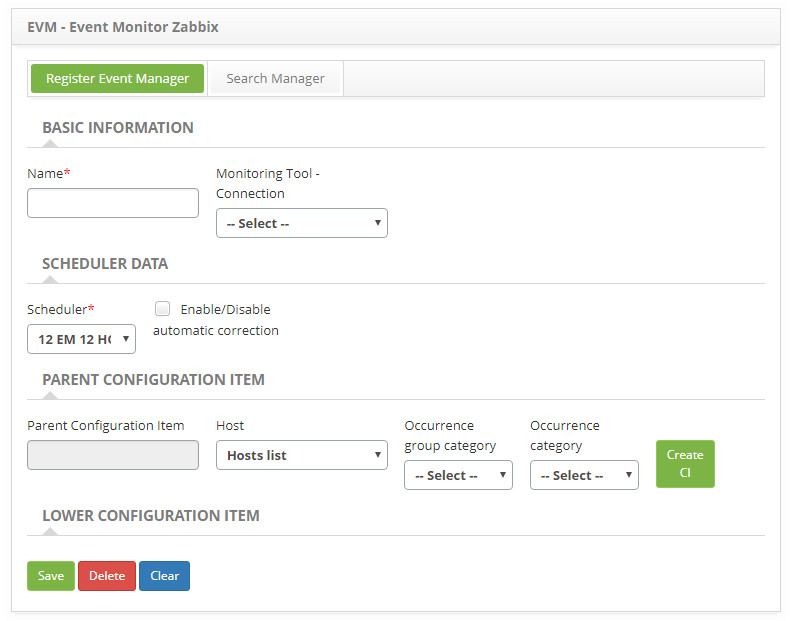 EVM - Event Monitor Zabbix
Register Event Manager
Search Manager
BASIC INFORMATION
Name*
Monitoring Tool -
Connection
-- Select --
SCHEDULER DATA
Scheduler*
Enable/Disable
automatic correction
12 EM 12 HO
PARENT CONFIGURATION ITEM
Parent Configuration Item
Host
Occurrence
group category
Occurrence
category
Hosts list
-- Select --
-- Select --
Create
CI
LOWER CONFIGURATION ITEM
Save
Delete
Clear